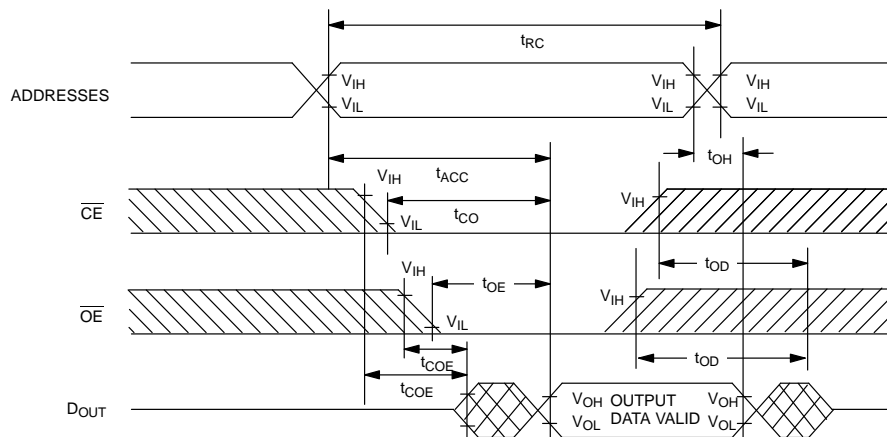 tRC
ADDRESSES
VIH
VIL
VIH
VIL
VIH
VIL
tOH
tACC
VIH
tCO
CE
VIL
VIH
tOD
VIH
tOE
OE
VIL
VIH
tOD
tCOE
tCOE
DOUT
VOH OUTPUT VOH
VOL DATA VALID VOL